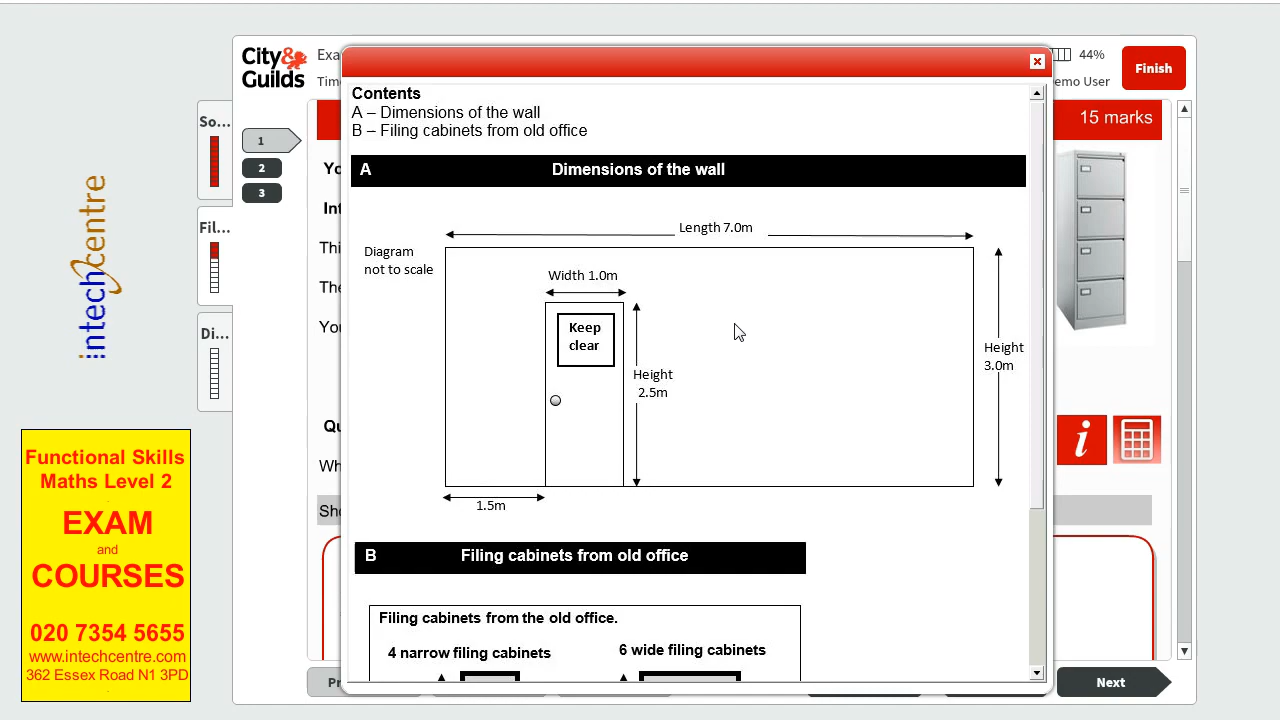 City&
Guilds
Exa
Tim
44%
emo User
Finish
Contents
A – Dimensions of the wall
B – Filing cabinets from old office
15 marks
So...
1
2
3
Fil...
Di...
Yo
Int
Thi
The
You
Qu
Wh
Sho
A Dimensions of the wall
Length 7.0m
Diagram
not to scale
Width 1.0m
Keep
clear
Height
2.5m
Height
3.0m
1.5m
B Filing cabinets from old office
Filing cabinets from the old office.
4 narrow filing cabinets
6 wide filing cabinets
i
Pr
Next
intechcentre
Functional Skills
Maths Level 2
EXAM
and
COURSES
020 7354 5655
www.intechcentre.com
362 Essex Road N1 3PD